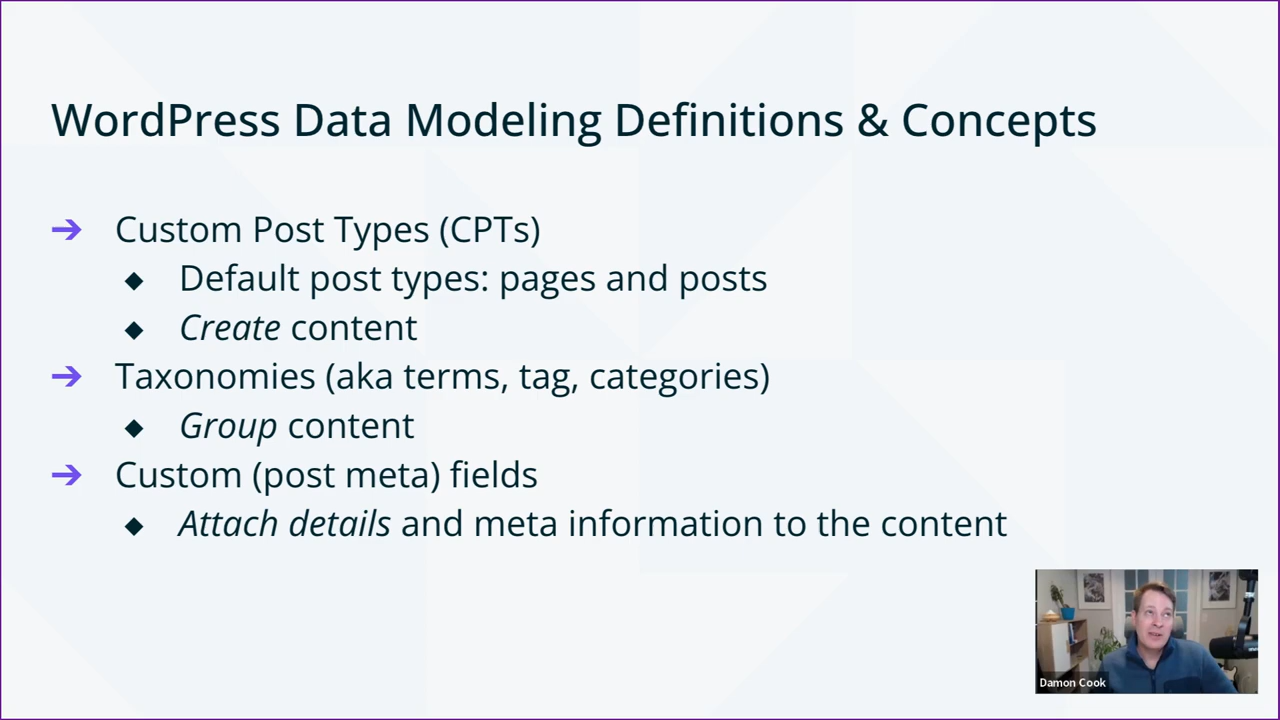 WordPress Data Modeling Definitions & Concepts
➔ Custom Post Types (CPTs)
◆ Default post types: pages and posts
◆ Create content
➔ Taxonomies (aka terms, tag, categories)
◆ Group content
➔ Custom (post meta) fields
◆ Attach details and meta information to the content
Damon Cook